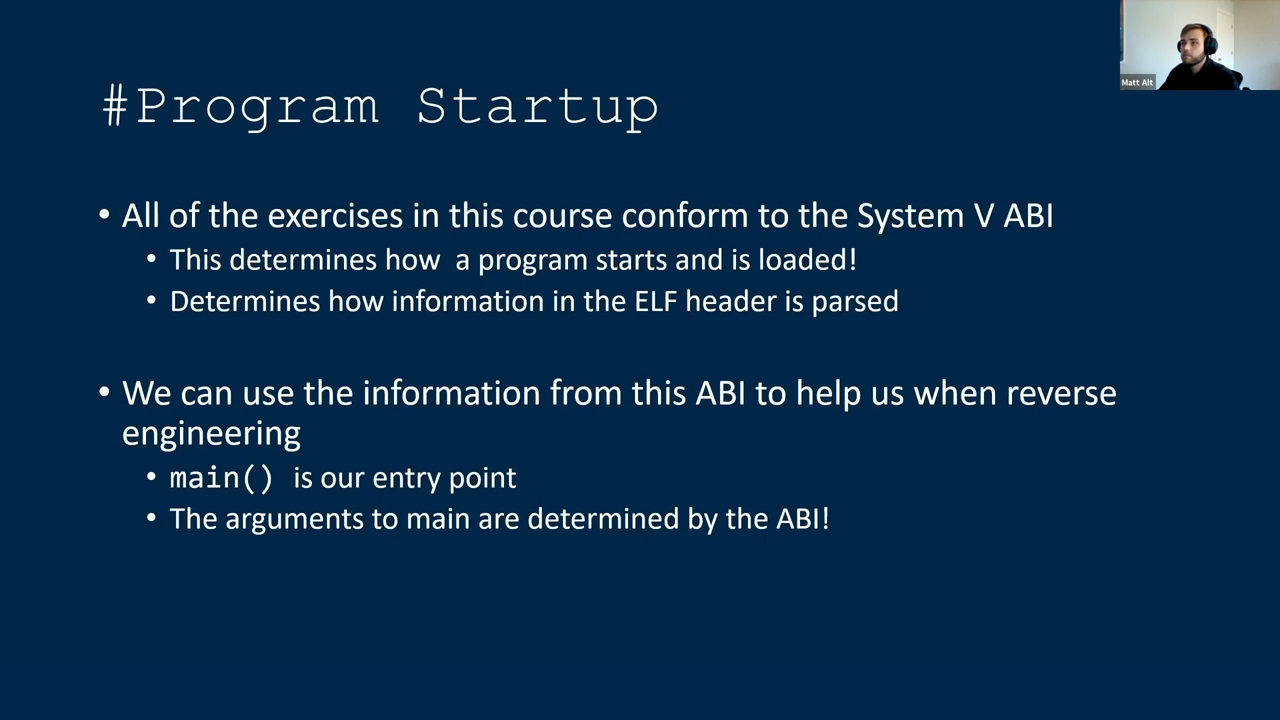 #Program Startup
Matt Alt
• All of the exercises in this course conform to the System V ABI
• This determines how  a program starts and is loaded!
• Determines how information in the ELF header is parsed
• We can use the information from this ABI to help us when reverse
engineering
• main() is our entry point
• The arguments to main are determined by the ABI!